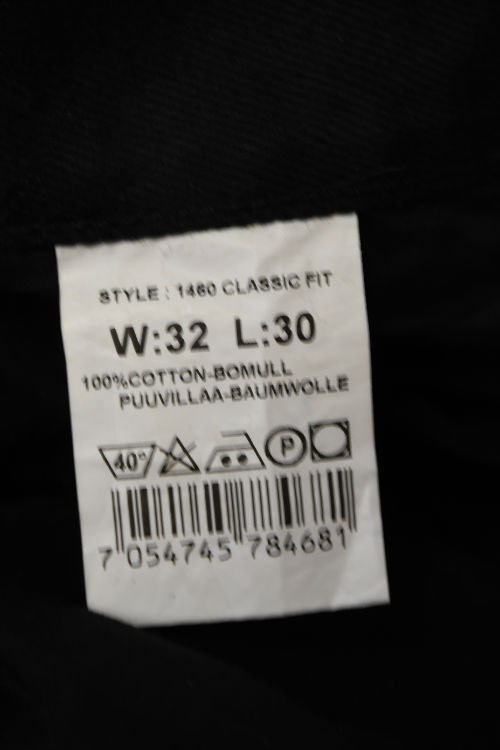 STYLE : 1460 CLASSIC FIT
W:32 L:30
100%COTTON-BOMULL
PUUVILLAA-BAUMWOLLE
40° P
7 054745 784681